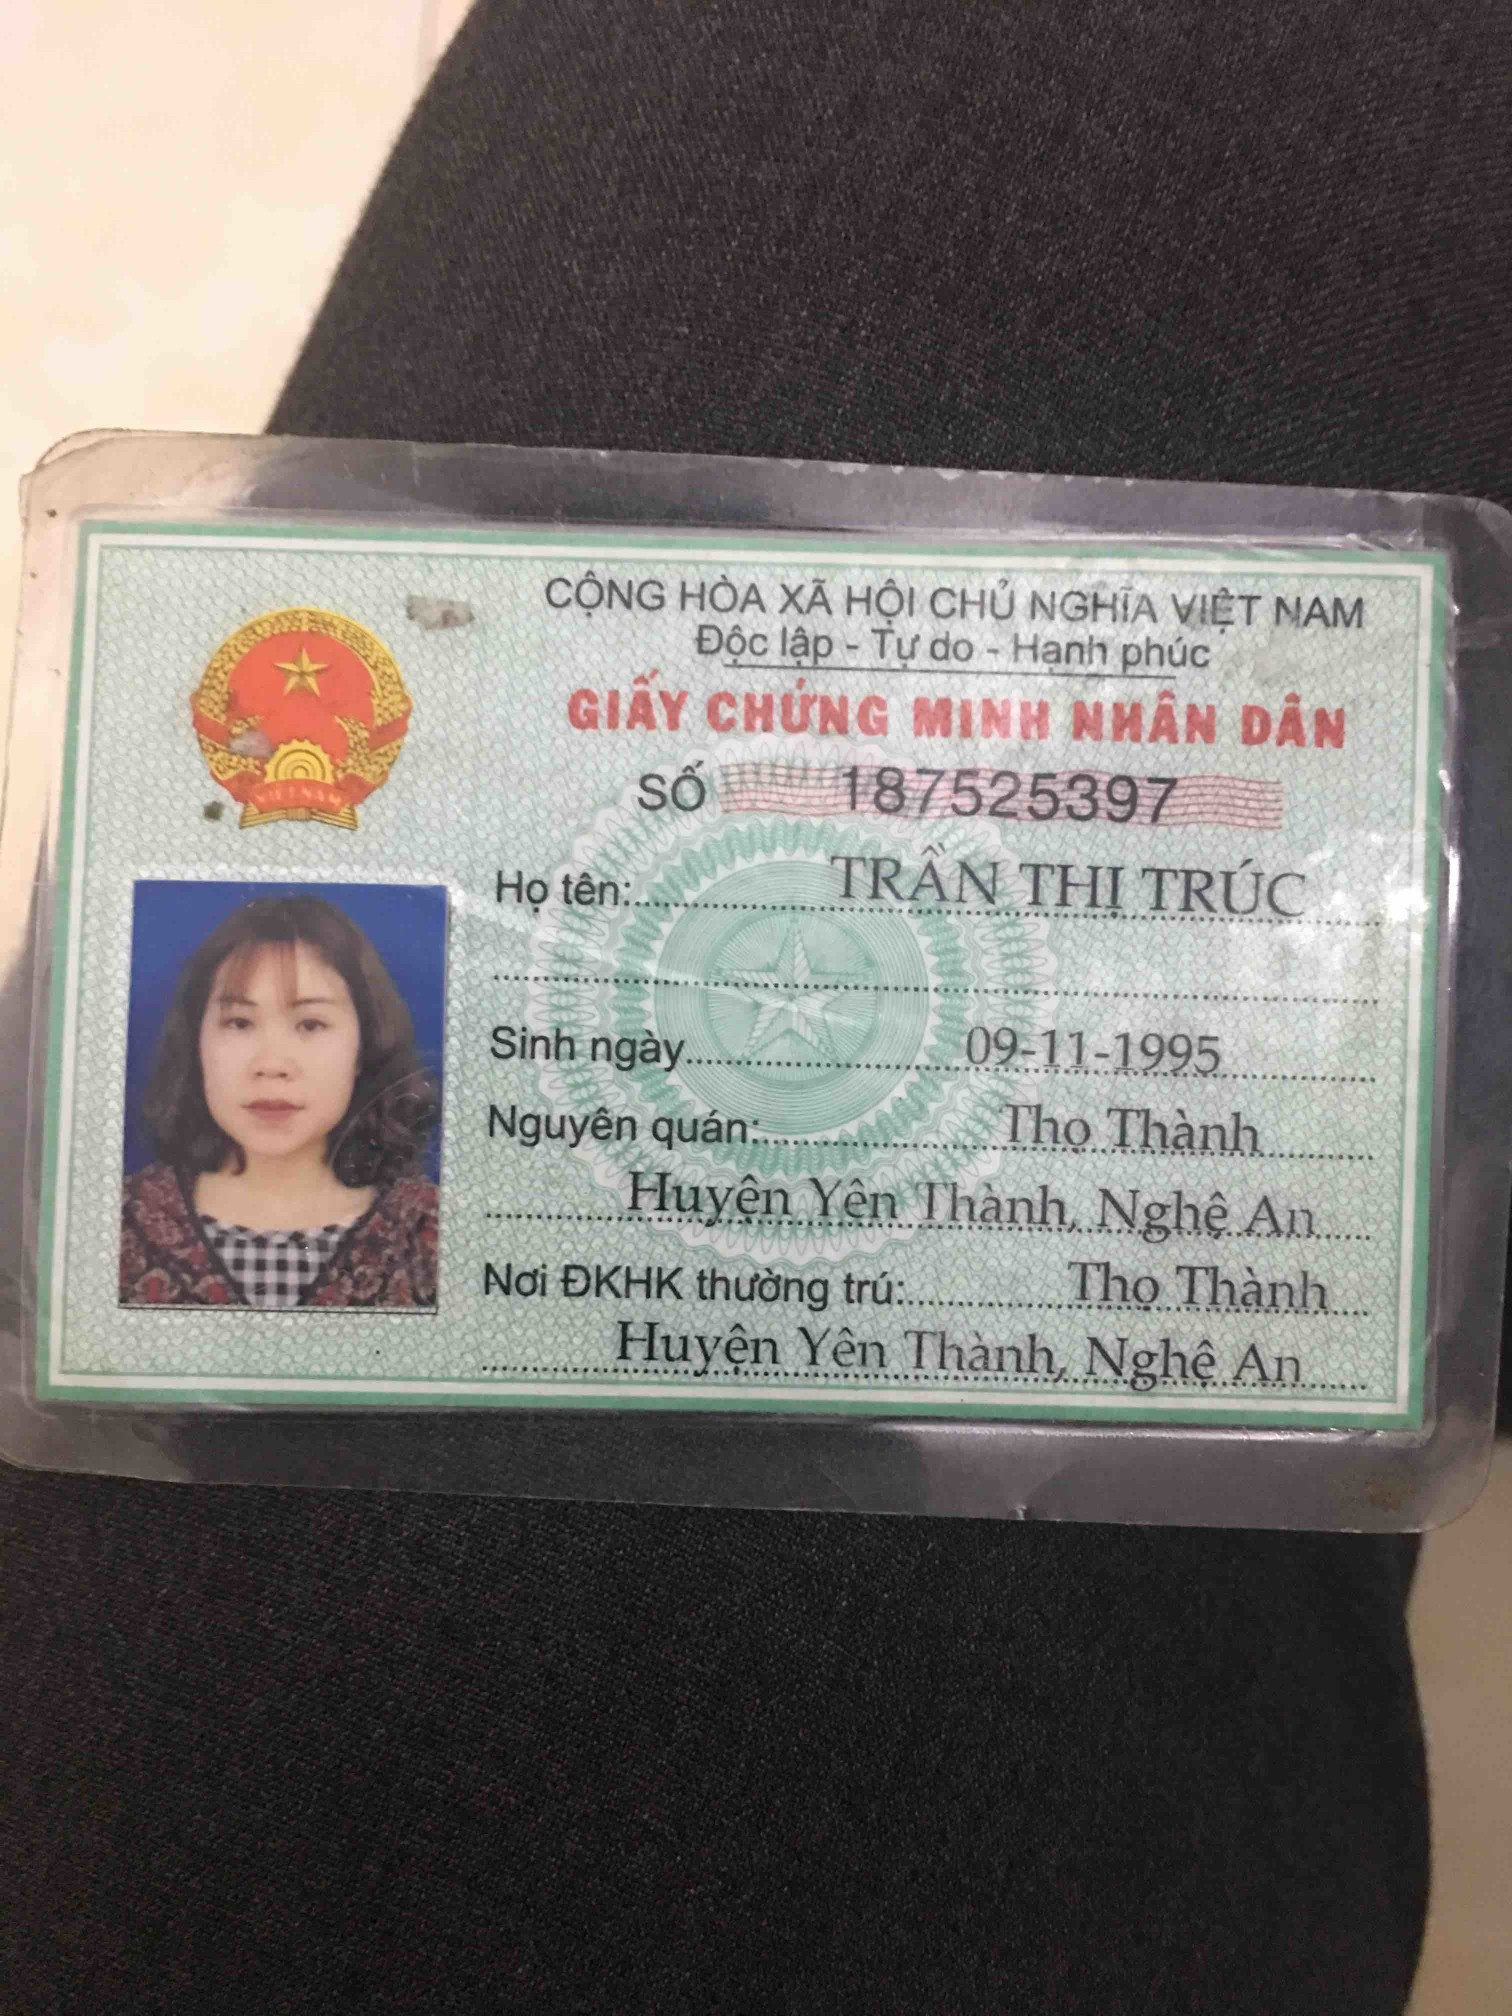 CỘNG HÒA XÃ HỘI CHỦ NGHĨA VIỆT NAM
Độc lập - Tự do - Hạnh phúc
GIẤY CHỨNG MINH NHÂN DÂN
SỐ 187525397
VIỆT NAM
Họ tên: TRẦN THỊ TRÚC
Sinh ngày 09-11-1995
Nguyên quán: Thọ Thành
Huyện Yên Thành, Nghệ An
Nơi ĐKHK thường trú: Thọ Thành
Huyện Yên Thành, Nghệ An